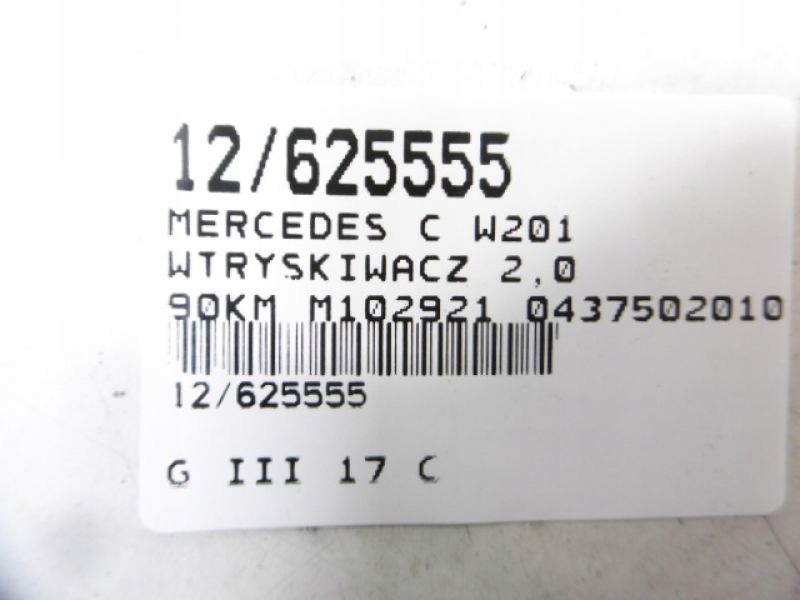 12/625555
MERCEDES C W201
WTRYSKIWACZ 2,0
90KM M102921 0437502010
12/625555
G III 17 C